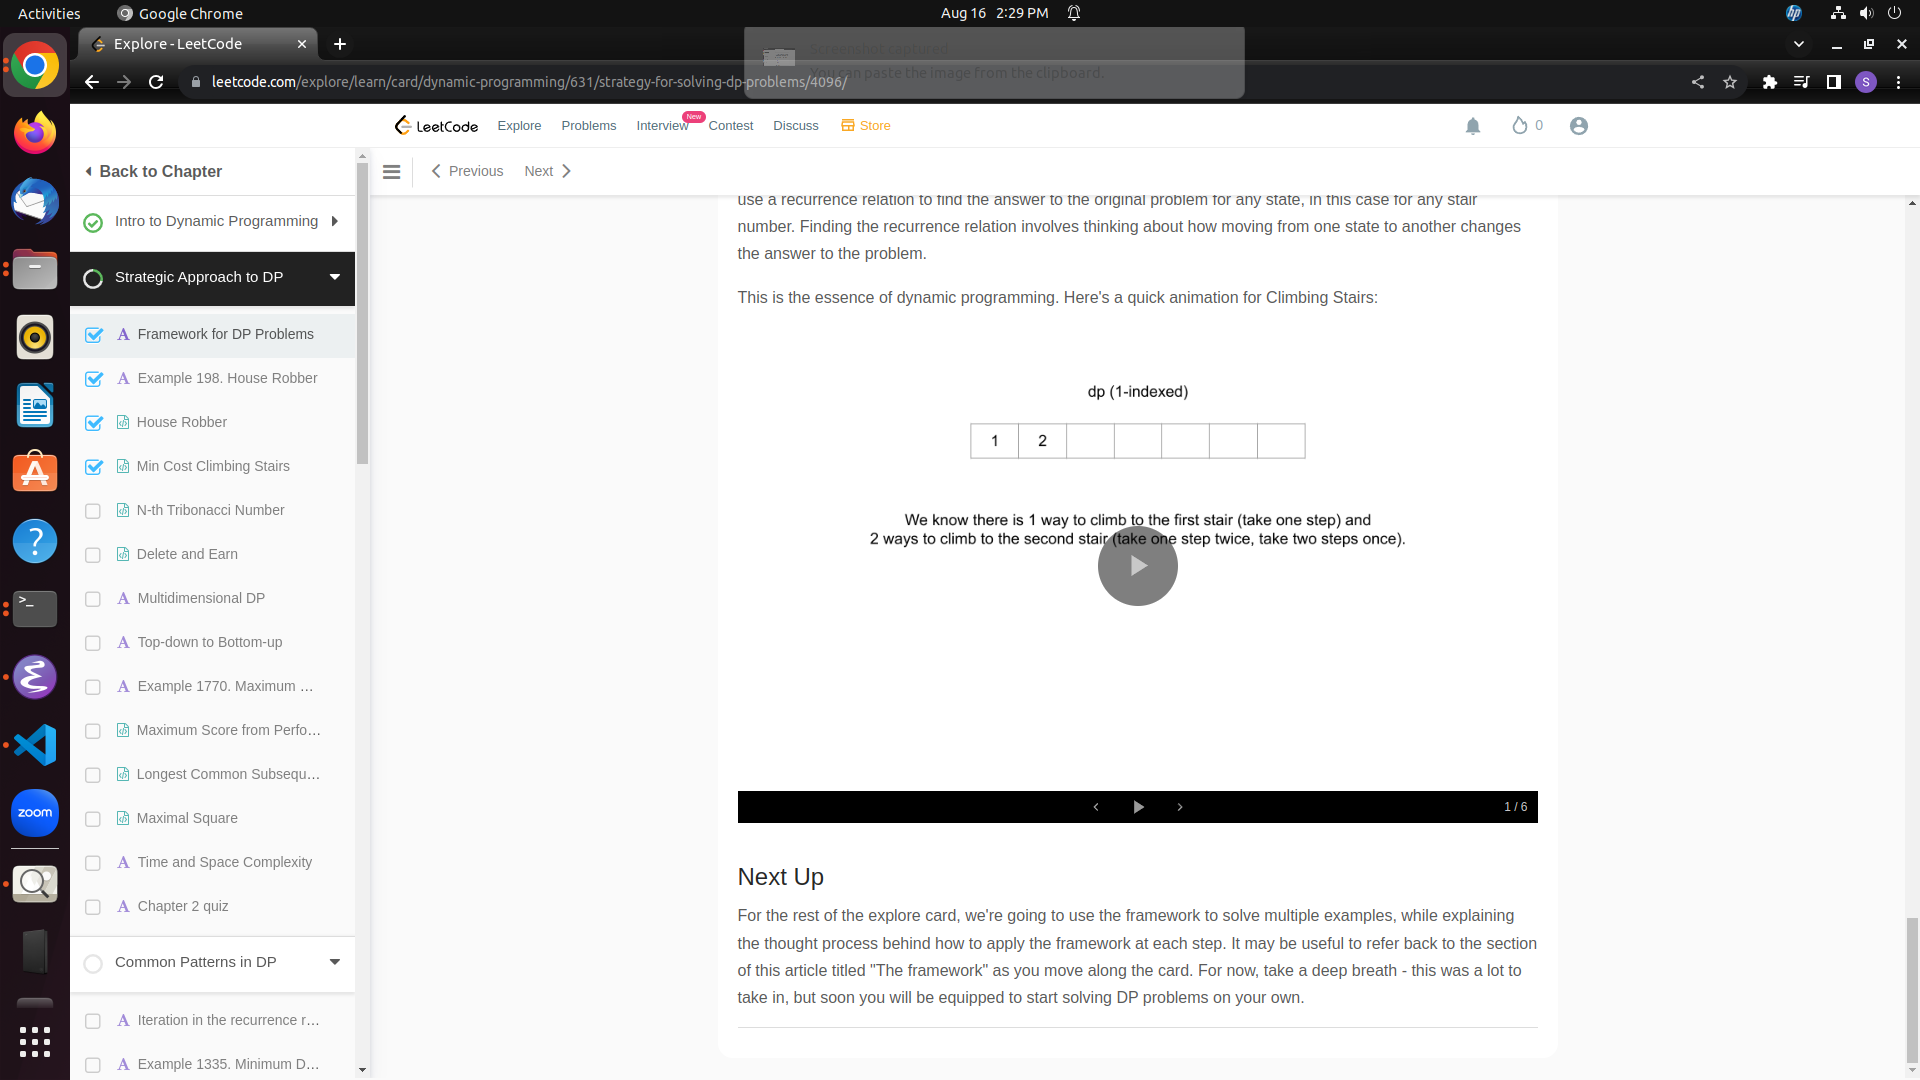 Activities
Google Chrome
Aug 16 2:29 PM
Explore - LeetCode
Screenshot captured
You can paste the image from the clipboard.
leetcode.com/explore/learn/card/dynamic-programming/631/strategy-for-solving-dp-problems/4096/
S
LeetCode
Explore
Problems
Interview
New
Contest
Discuss
Store
0
Back to Chapter
Previous
Next
Intro to Dynamic Programming
Strategic Approach to DP
A Framework for DP Problems
A Example 198. House Robber
House Robber
Min Cost Climbing Stairs
N-th Tribonacci Number
Delete and Earn
A Multidimensional DP
A Top-down to Bottom-up
A Example 1770. Maximum ...
Maximum Score from Perfo...
Longest Common Subsequ...
Maximal Square
A Time and Space Complexity
A Chapter 2 quiz
Common Patterns in DP
A Iteration in the recurrence r...
A Example 1335. Minimum D...
use a recurrence relation to find the answer to the original problem for any state, in this case for any stair
number. Finding the recurrence relation involves thinking about how moving from one state to another changes
the answer to the problem.
This is the essence of dynamic programming. Here's a quick animation for Climbing Stairs:
dp (1-indexed)
1 2
We know there is 1 way to climb to the first stair (take one step) and
2 ways to climb to the second stair (take one step twice, take two steps once).
1 / 6
Next Up
For the rest of the explore card, we're going to use the framework to solve multiple examples, while explaining
the thought process behind how to apply the framework at each step. It may be useful to refer back to the section
of this article titled "The framework" as you move along the card. For now, take a deep breath - this was a lot to
take in, but soon you will be equipped to start solving DP problems on your own.
hp
zoom